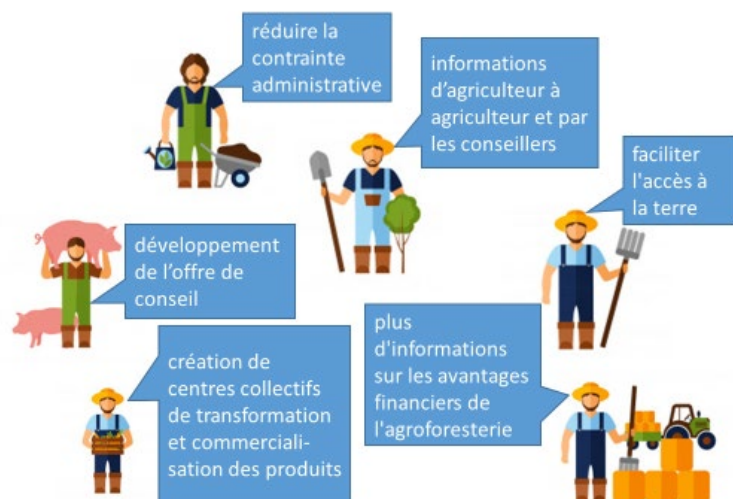 réduire la
contrainte
administrative
informations
d'agriculteur à
agriculteur et par
les conseillers
faciliter
l'accès à
la terre
développement
de l'offre de
conseil
plus
d'informations
sur les avantages
financiers de
l'agroforesterie
création de
centres collectifs
de transformation
et commerciali-
sation des produits